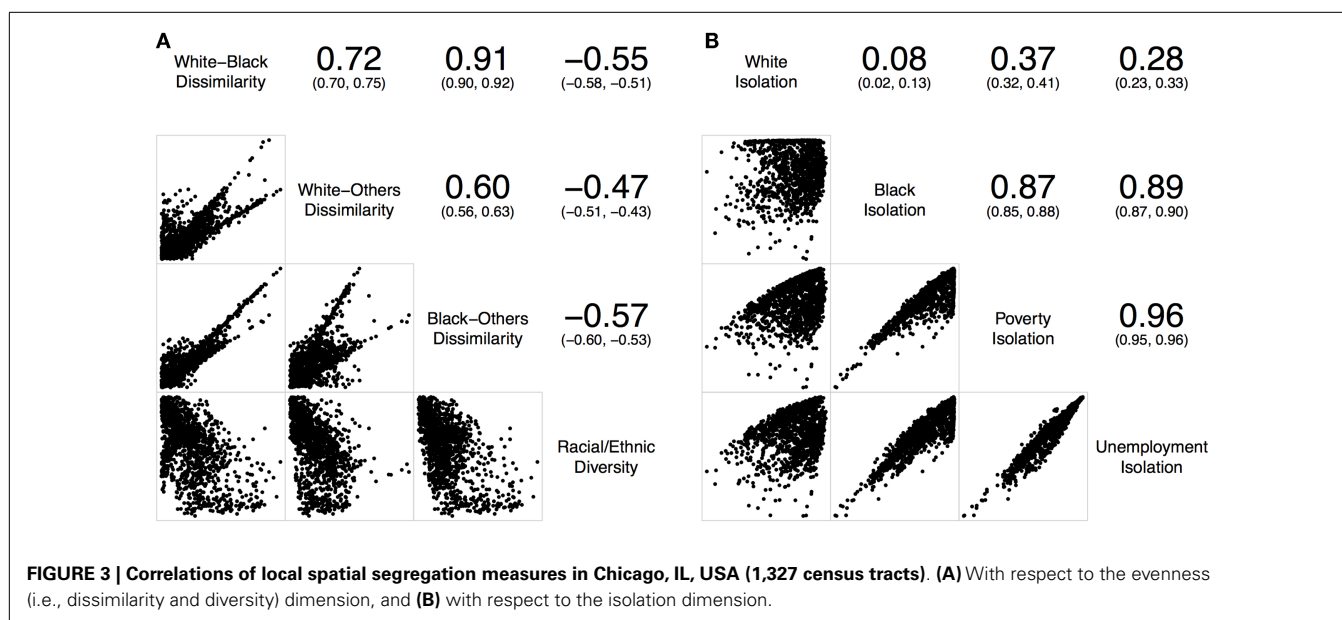 A
White−Black
Dissimilarity
0.72
(0.70, 0.75)
0.91
(0.90, 0.92)
−0.55
(−0.58, −0.51)
White−Others
Dissimilarity
0.60
(0.56, 0.63)
−0.47
(−0.51, −0.43)
Black−Others
Dissimilarity
−0.57
(−0.60, −0.53)
Racial/Ethnic
Diversity
B
White
Isolation
0.08
(0.02, 0.13)
0.37
(0.32, 0.41)
0.28
(0.23, 0.33)
Black
Isolation
0.87
(0.85, 0.88)
0.89
(0.87, 0.90)
Poverty
Isolation
0.96
(0.95, 0.96)
Unemployment
Isolation
FIGURE 3 | Correlations of local spatial segregation measures in Chicago, IL, USA (1,327 census tracts). (A) With respect to the evenness
(i.e., dissimilarity and diversity) dimension, and (B) with respect to the isolation dimension.